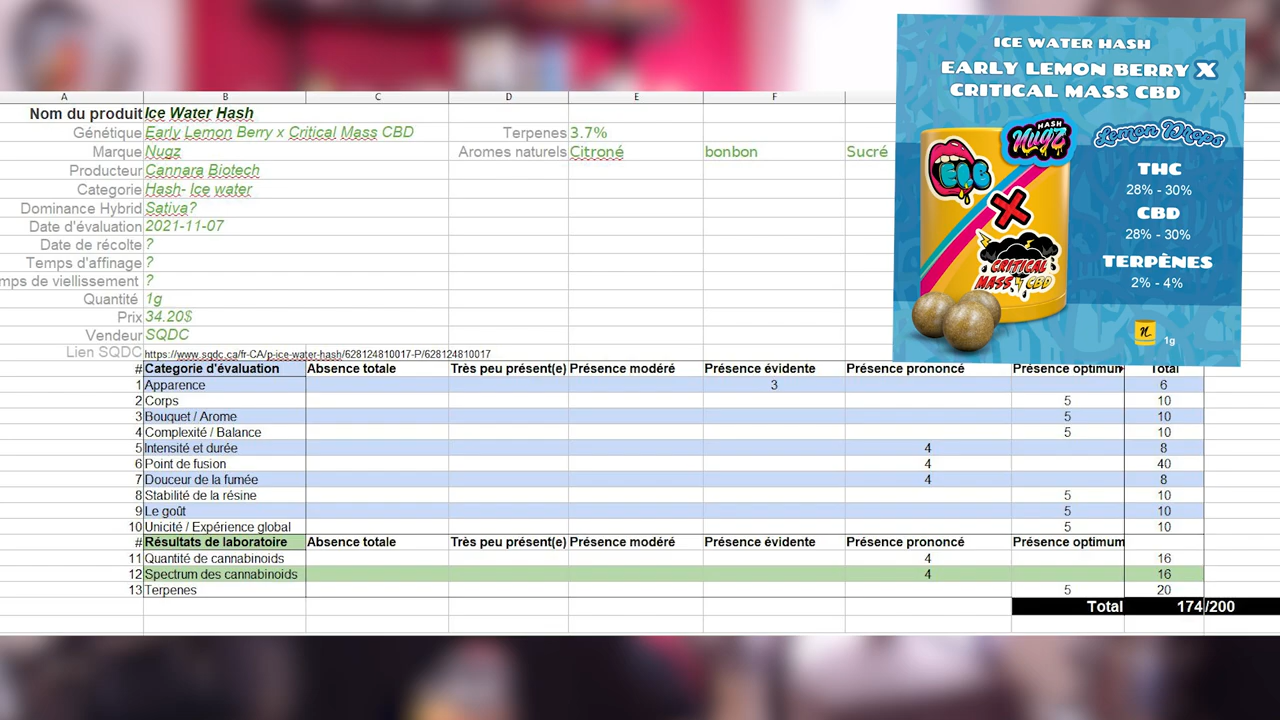 ICE WATER HASH
EARLY LEMON BERRY X
CRITICAL MASS CBD
HASH
NUGZ
Lemon Drops
ELB
X
CRITICAL
MASS CBD
THC
28% - 30%
CBD
28% - 30%
TERPÈNES
2% - 4%
N
1g
A B C D E F
Nom du produit Ice Water Hash
Génétique Early Lemon Berry x Critical Mass CBD Terpenes 3.7%
Marque Nugz Aromes naturels Citroné bonbon Sucré
Producteur Cannara Biotech
Categorie Hash- Ice water
Dominance Hybrid Sativa?
Date d'évaluation 2021-11-07
Date de récolte ?
Temps d'affinage ?
mps de viellissement ?
Quantité 1g
Prix 34.20$
Vendeur SQDC
Lien SQDC https://www.sqdc.ca/fr-CA/p-ice-water-hash/628124810017-P/628124810017
# Categorie d'évaluation Absence totale Très peu présent(e) Présence modéré Présence évidente Présence prononcé Présence optimum Total
1 Apparence 3 6
2 Corps 5 10
3 Bouquet / Arome 5 10
4 Complexité / Balance 5 10
5 Intensité et durée 4 8
6 Point de fusion 4 40
7 Douceur de la fumée 4 8
8 Stabilité de la résine 5 10
9 Le goût 5 10
10 Unicité / Expérience global 5 10
# Résultats de laboratoire Absence totale Très peu présent(e) Présence modéré Présence évidente Présence prononcé Présence optimum
11 Quantité de cannabinoids 4 16
12 Spectrum des cannabinoids 4 16
13 Terpenes 5 20
Total 174 /200